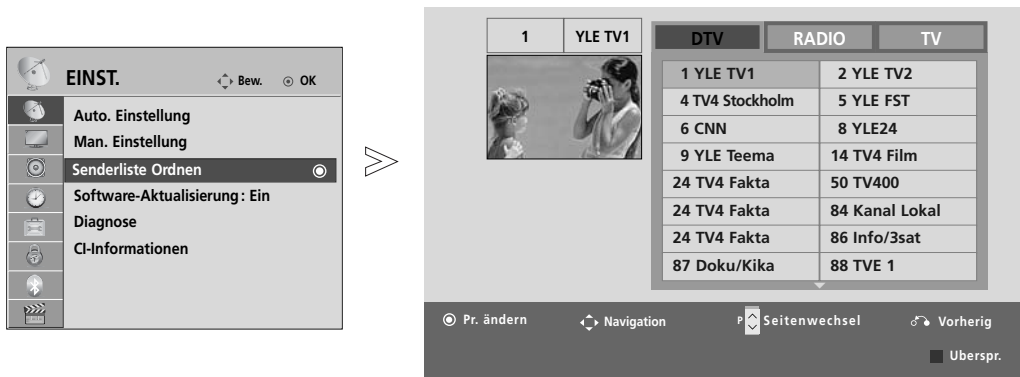 EINST. Bew. OK
Auto. Einstellung
Man. Einstellung
Senderliste Ordnen
Software-Aktualisierung: Ein
Diagnose
CI-Informationen
1 YLE TV1
DTV RADIO TV
1 YLE TV1 2 YLE TV2
4 TV4 Stockholm 5 YLE FST
6 CNN 8 YLE24
9 YLE Teema 14 TV4 Film
24 TV4 Fakta 50 TV400
24 TV4 Fakta 84 Kanal Lokal
24 TV4 Fakta 86 Info/3sat
87 Doku/Kika 88 TVE 1
Pr. ändern Navigation P Seitenwechsel Vorherig
Uberspr.